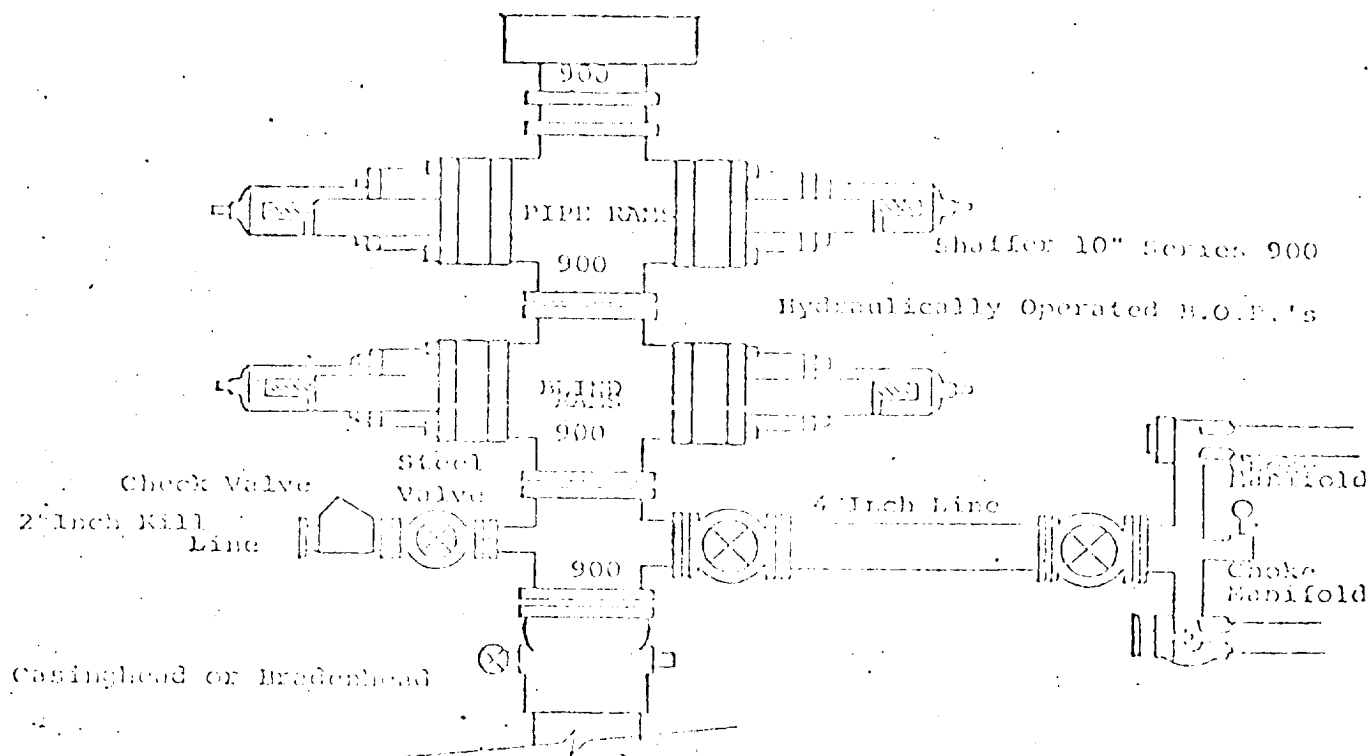 900
PIPE RAMS
Shaffer 10" Series 900
900
Hydraulically Operated B.O.P.'s
BLIND
RAMS
900
Steel
Valve
Check Valve
2 Inch Kill
Line
4 Inch Line
Manifold
900
Choke
Manifold
Casinghead or Bradenhead